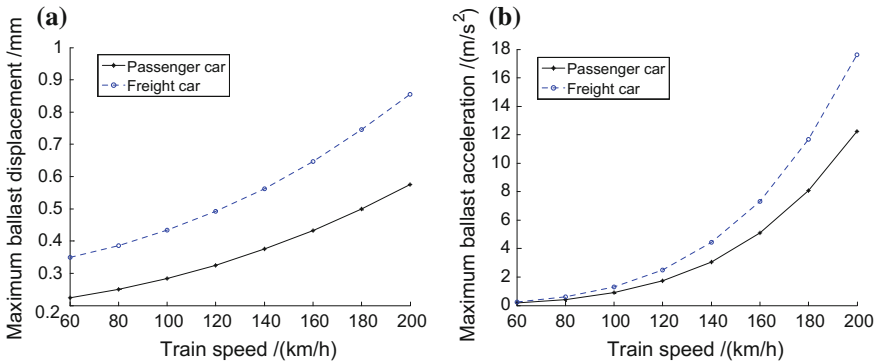 (a)
Maximum ballast displacement /mm
1
0.9
0.8
0.7
0.6
0.5
0.4
0.3
0.2
Passenger car
Freight car
60 80 100 120 140 160 180 200
Train speed /(km/h)
(b)
Maximum ballast acceleration /(m/s²)
18
16
14
12
10
8
6
4
2
0
Passenger car
Freight car
60 80 100 120 140 160 180 200
Train speed /(km/h)